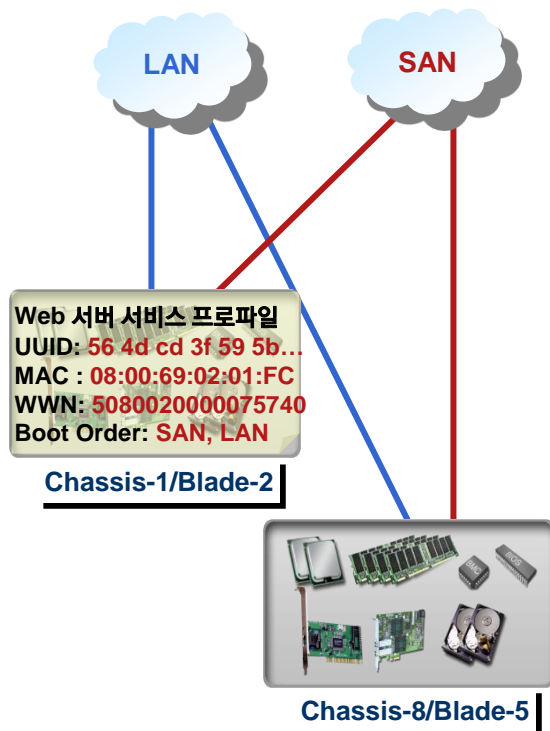 LAN
SAN
Web 서버 서비스 프로파일
UUID: 56 4d cd 3f 59 5b...
MAC : 08:00:69:02:01:FC
WWN: 5080020000075740
Boot Order: SAN, LAN
Chassis-1/Blade-2
BMC
BIOS
Chassis-8/Blade-5